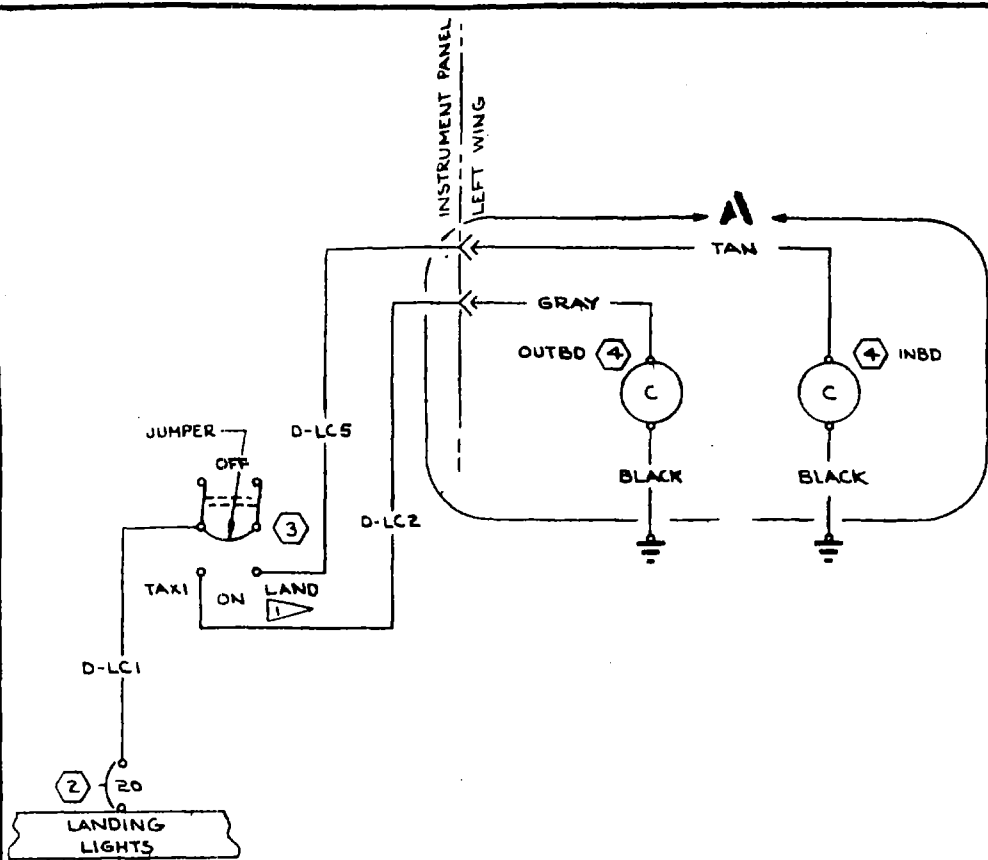 INSTRUMENT PANEL
LEFT WING
A
TAN
GRAY
OUTBD 4
4 INBD
C
C
JUMPER
OFF
D-LC5
BLACK
BLACK
3
D-LC2
TAXI
ON
LAND
1
D-LC1
2
20
LANDING
LIGHTS